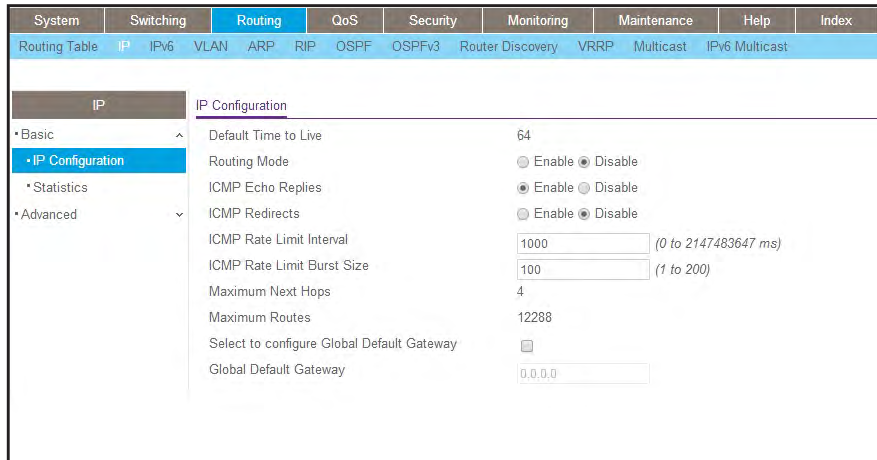 System Switching Routing QoS Security Monitoring Maintenance Help Index
Routing Table IP IPv6 VLAN ARP RIP OSPF OSPFv3 Router Discovery VRRP Multicast IPv6 Multicast
IP
Basic
IP Configuration
Statistics
Advanced
IP Configuration
Default Time to Live 64
Routing Mode Enable Disable
ICMP Echo Replies Enable Disable
ICMP Redirects Enable Disable
ICMP Rate Limit Interval 1000 (0 to 2147483647 ms)
ICMP Rate Limit Burst Size 100 (1 to 200)
Maximum Next Hops 4
Maximum Routes 12288
Select to configure Global Default Gateway
Global Default Gateway 0.0.0.0